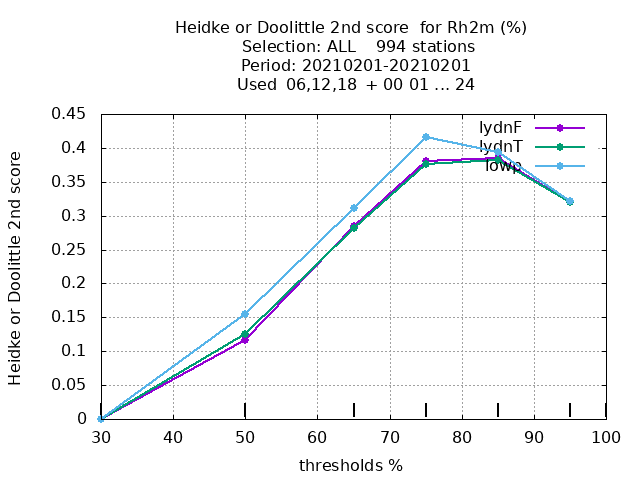 Heidke or Doolittle 2nd score  for Rh2m (%)
Selection: ALL    994 stations
Period: 20210201-20210201
Used  06,12,18  + 00 01 ... 24
Heidke or Doolittle 2nd score
0.45
0.4
0.35
0.3
0.25
0.2
0.15
0.1
0.05
0
lydnF
lydnT
lowp
30 40 50 60 70 80 90 100
thresholds %